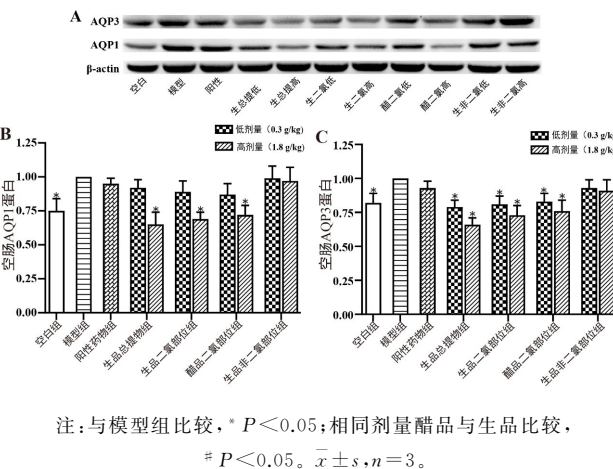 A
AQP3
AQP1
β-actin
空白
模型
阳性
生总提低
生总提高
生二氯低
生二氯高
醋二氯低
醋二氯高
生非二氯低
生非二氯高
B
低剂量（0.3 g/kg）
高剂量（1.8 g/kg）
空肠AQP1蛋白
1.25
1.00
0.75
0.50
0.25
0.00
* * * *
空白组
模型组
阳性药物组
生品总提物组
生品二氯部位组
醋品二氯部位组
生品非二氯部位组
C
低剂量（0.3 g/kg
高剂量（1.8 g/kg
空肠AQP3蛋白
1.25
1.00
0.75
0.50
0.25
0.00
* * * * * * *
空白组
模型组
阳性药物组
生品总提物组
生品二氯部位组
醋品二氯部位组
生品非二氯部位组
注:与模型组比较,* P＜0.05;相同剂量醋品与生品比较,
# P＜0.05。x̄±s,n=3。